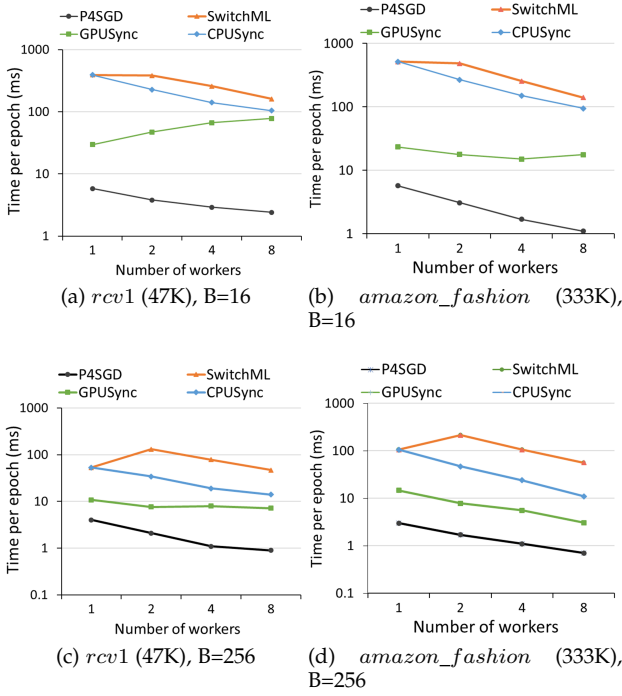 P4SGD SwitchML
GPUSync CPUSync
Time per epoch (ms)
1000
100
10
1
1 2 4 8
Number of workers
(a) rcv1 (47K), B=16
P4SGD SwitchML
GPUSync CPUSync
Time per epoch (ms)
1000
100
10
1
1 2 4 8
Number of workers
(b) amazon_fashion (333K),
B=16
P4SGD SwitchML
GPUSync CPUSync
Time per epoch (ms)
1000
100
10
1
0.1
1 2 4 8
Number of workers
(c) rcv1 (47K), B=256
P4SGD SwitchML
GPUSync CPUSync
Time per epoch (ms)
1000
100
10
1
0.1
1 2 4 8
Number of workers
(d) amazon_fashion (333K),
B=256